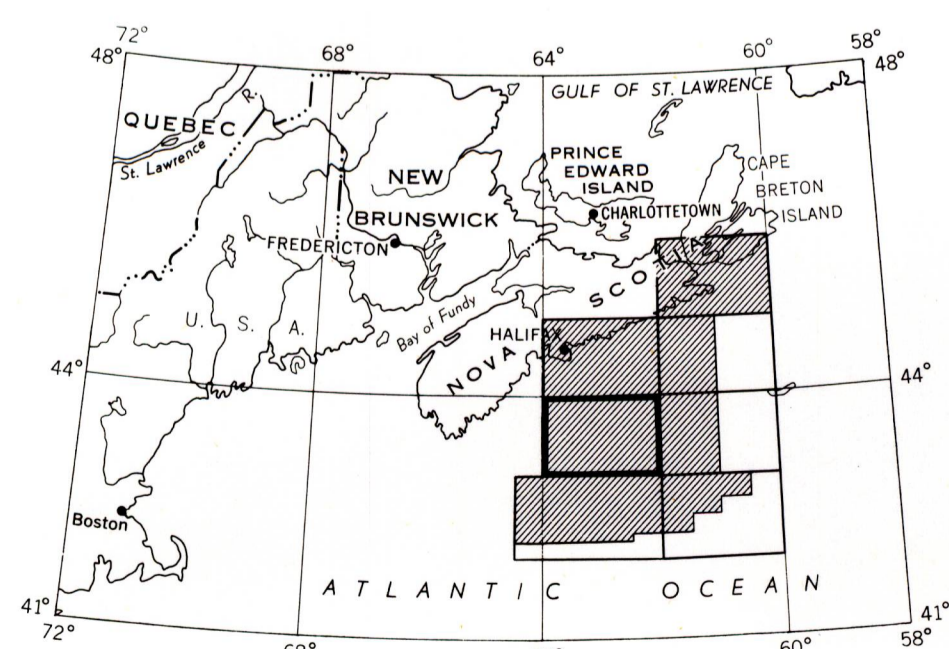 72°
68°
64°
60°
58°
48°
48°
GULF OF ST. LAWRENCE
R.
QUEBEC
St. Lawrence
PRINCE
EDWARD
ISLAND
CAPE
BRETON
ISLAND
NEW
BRUNSWICK
CHARLOTTETOWN
FREDERICTON
U. S. A.
Bay of Fundy
HALIFAX
NOVA SCOTIA
44°
44°
Boston
ATLANTIC OCEAN
41°
41°
72°
68°
64°
60°
58°